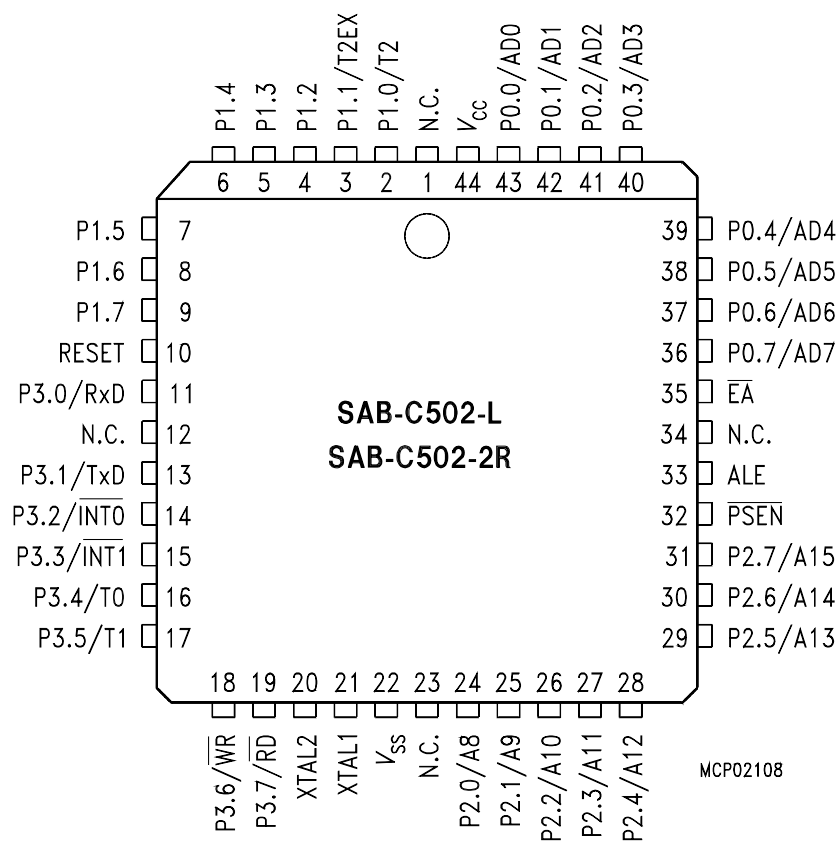 P1.4
P1.3
P1.2
P1.1/T2EX
P1.0/T2
N.C.
VCC
P0.0/AD0
P0.1/AD1
P0.2/AD2
P0.3/AD3
6 5 4 3 2 1 44 43 42 41 40
P1.5 7 39 P0.4/AD4
P1.6 8 38 P0.5/AD5
P1.7 9 37 P0.6/AD6
RESET 10 36 P0.7/AD7
P3.0/RxD 11 35 E̅A̅
N.C. 12 34 N.C.
P3.1/TxD 13 33 ALE
P3.2/I̅N̅T̅0̅ 14 32 P̅S̅E̅N̅
P3.3/I̅N̅T̅1̅ 15 31 P2.7/A15
P3.4/T0 16 30 P2.6/A14
P3.5/T1 17 29 P2.5/A13
SAB-C502-L
SAB-C502-2R
18 19 20 21 22 23 24 25 26 27 28
P3.6/W̅R̅
P3.7/R̅D̅
XTAL2
XTAL1
VSS
N.C.
P2.0/A8
P2.1/A9
P2.2/A10
P2.3/A11
P2.4/A12
MCP02108